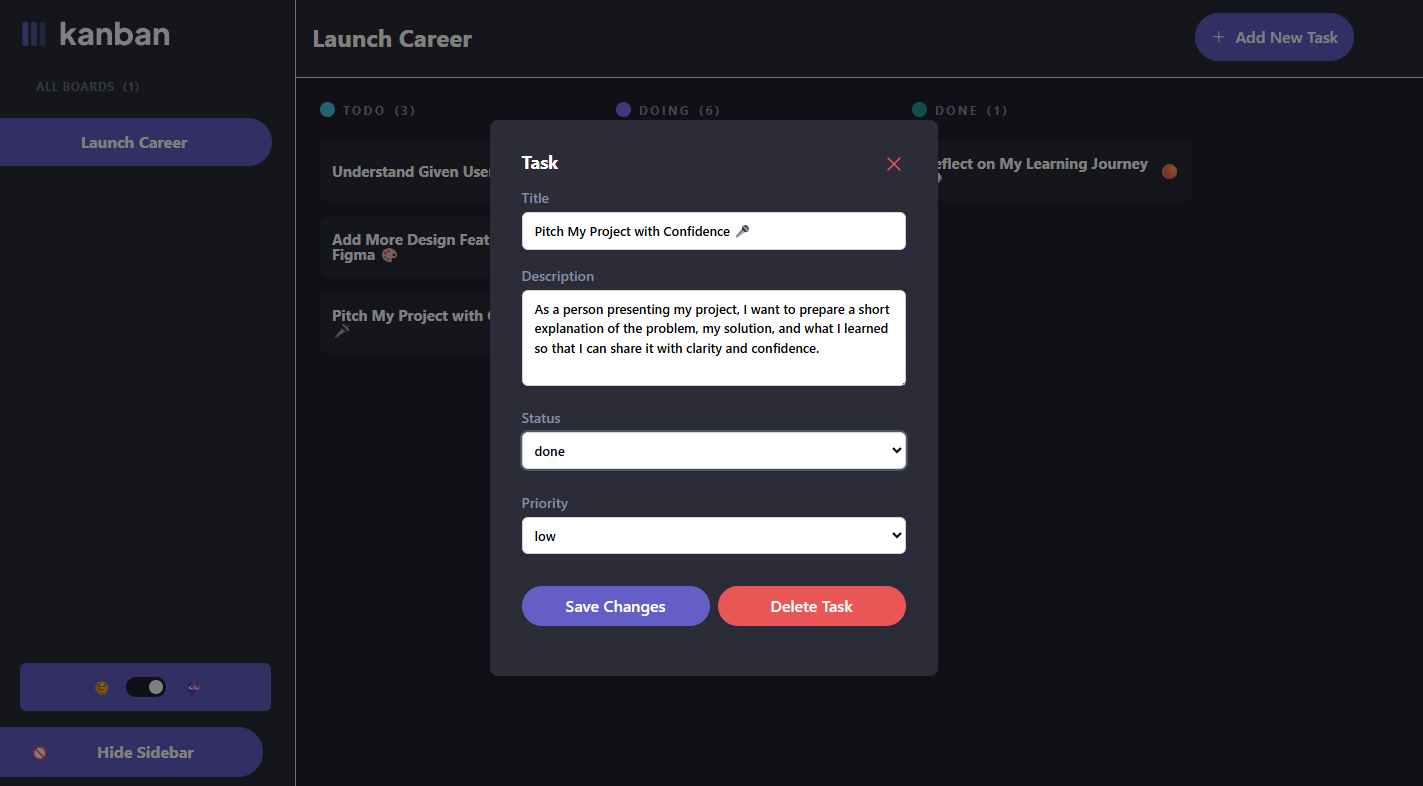 kanban
Launch Career
+ Add New Task
ALL BOARDS (1)
Launch Career
TODO (3)
DOING (6)
DONE (1)
Understand Given
Add More Design
Figma 🎨
Pitch My Project with
🎤
eflect on My Learning Journey
Task
Title
Pitch My Project with Confidence 🎤
Description
As a person presenting my project, I want to prepare a short
explanation of the problem, my solution, and what I learned
so that I can share it with clarity and confidence.
Status
done
Priority
low
Save Changes
Delete Task
🚫 Hide Sidebar